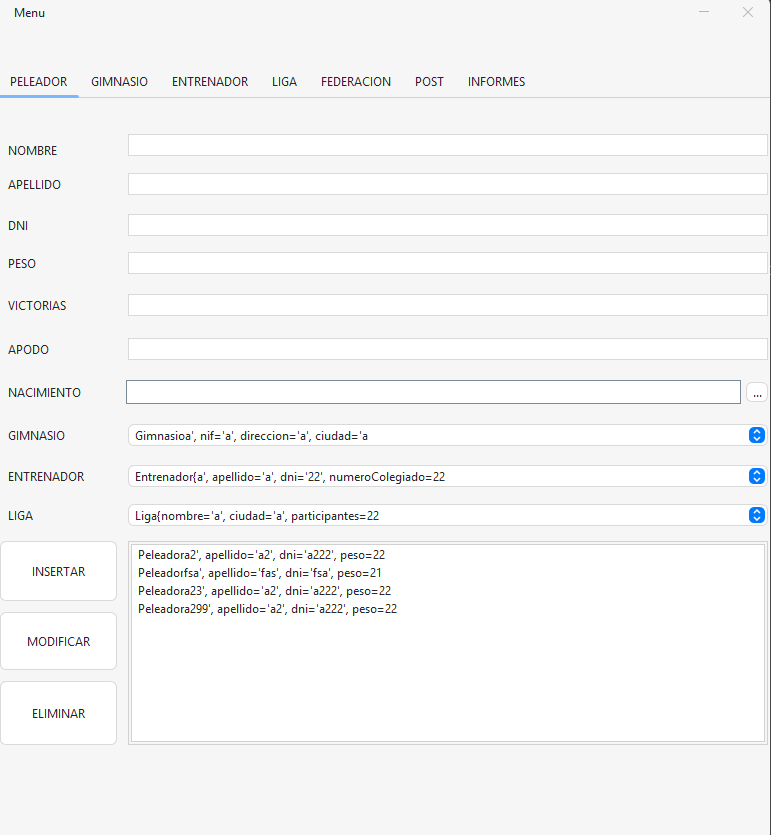 Menu
PELEADOR GIMNASIO ENTRENADOR LIGA FEDERACION POST INFORMES
NOMBRE
APELLIDO
DNI
PESO
VICTORIAS
APODO
NACIMIENTO ...
GIMNASIO Gimnasioa', nif='a', direccion='a', ciudad='a
ENTRENADOR Entrenador{a', apellido='a', dni='22', numeroColegiado=22
LIGA Liga{nombre='a', ciudad='a', participantes=22
INSERTAR
MODIFICAR
ELIMINAR
Peleadora2', apellido='a2', dni='a222', peso=22
Peleadorfsa', apellido='fas', dni='fsa', peso=21
Peleadora23', apellido='a2', dni='a222', peso=22
Peleadora299', apellido='a2', dni='a222', peso=22